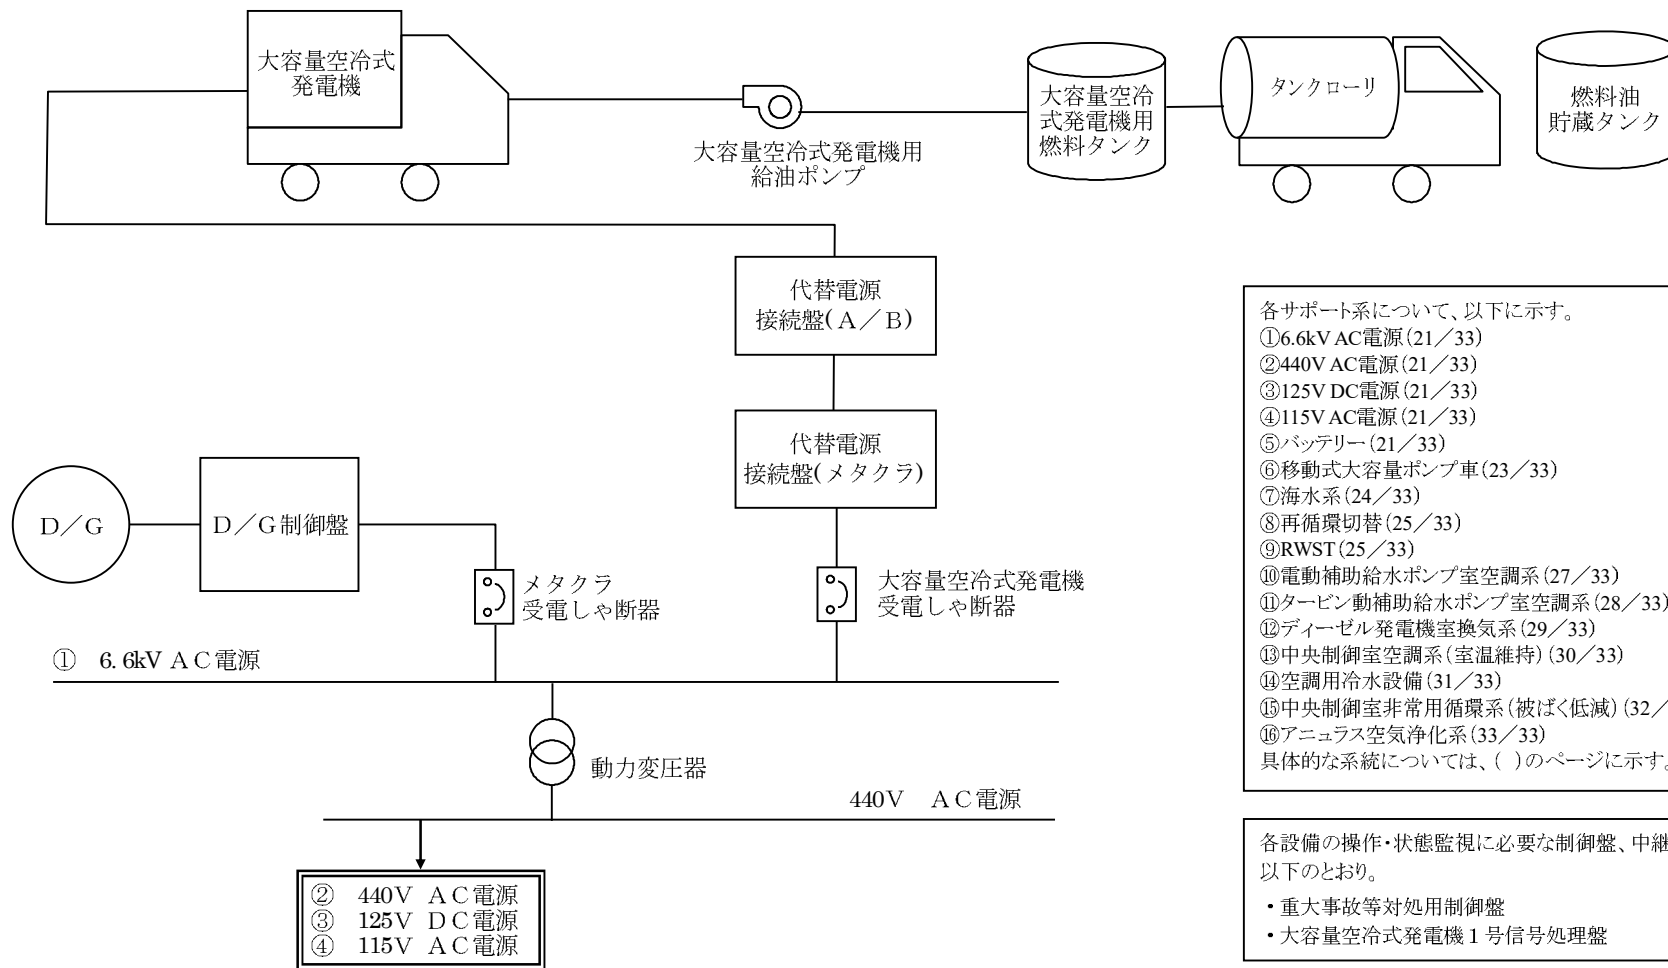 大容量空冷式
発電機
大容量空冷式発電機用
給油ポンプ
大容量空冷
式発電機用
燃料タンク
タンクローリ
燃料油
貯蔵タンク
代替電源
接続盤(Ａ／Ｂ)
代替電源
接続盤(メタクラ)
Ｄ／Ｇ
Ｄ／Ｇ制御盤
メタクラ
受電しゃ断器
大容量空冷式発電機
受電しゃ断器
① 6.6kV ＡＣ電源
動力変圧器
440Ｖ ＡＣ電源
② 440Ｖ ＡＣ電源
③ 125Ｖ ＤＣ電源
④ 115Ｖ ＡＣ電源
各サポート系について、以下に示す。
①6.6kV AC電源(21／33)
②440V AC電源(21／33)
③125V DC電源(21／33)
④115V AC電源(21／33)
⑤バッテリー(21／33)
⑥移動式大容量ポンプ車(23／33)
⑦海水系(24／33)
⑧再循環切替(25／33)
⑨RWST(25／33)
⑩電動補助給水ポンプ室空調系(27／33)
⑪タービン動補助給水ポンプ室空調系(28／33)
⑫ディーゼル発電機室換気系(29／33)
⑬中央制御室空調系(室温維持)(30／33)
⑭空調用冷水設備(31／33)
⑮中央制御室非常用循環系(被ばく低減)(32／
⑯アニュラス空気浄化系(33／33)
具体的な系統については、( )のページに示す。
各設備の操作・状態監視に必要な制御盤、中継
以下のとおり。
・重大事故等対処用制御盤
・大容量空冷式発電機１号信号処理盤